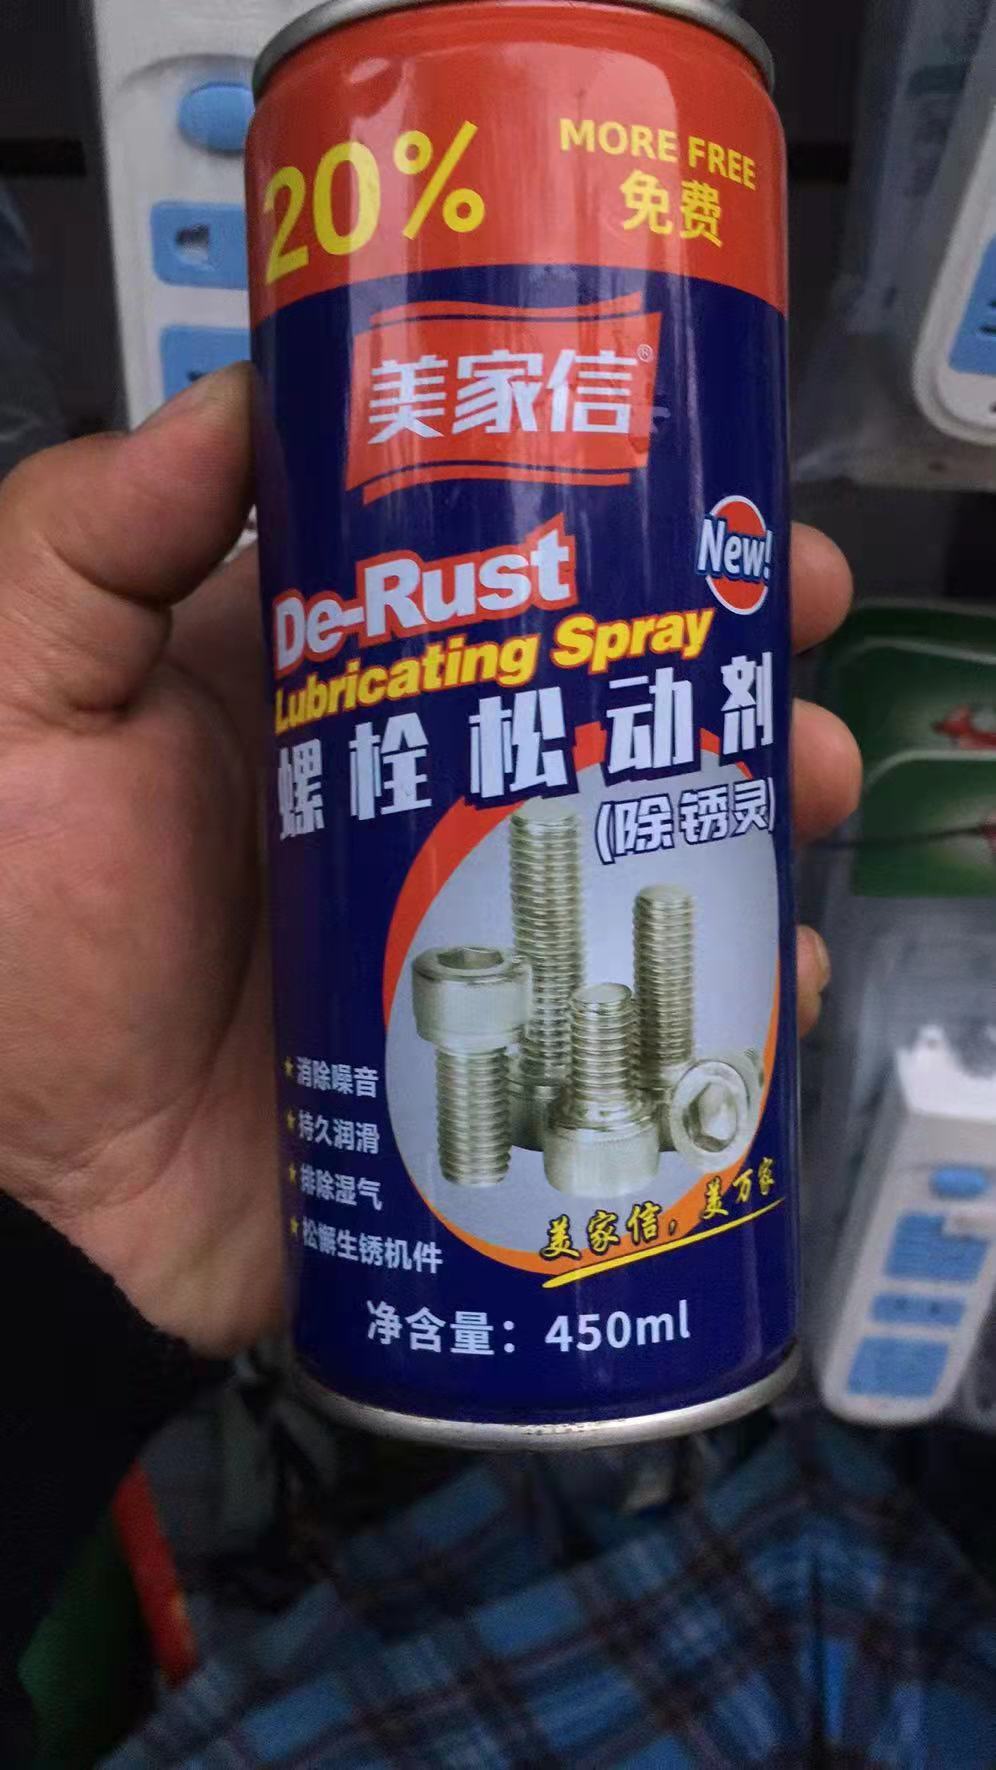 20%
MORE FREE
免费
美家信®
New!
De-Rust
Lubricating Spray
螺栓松动剂
(除锈灵)
★消除噪音
★持久润滑
★排除湿气
★松懈生锈机件
美家信，美万家
净含量：450ml